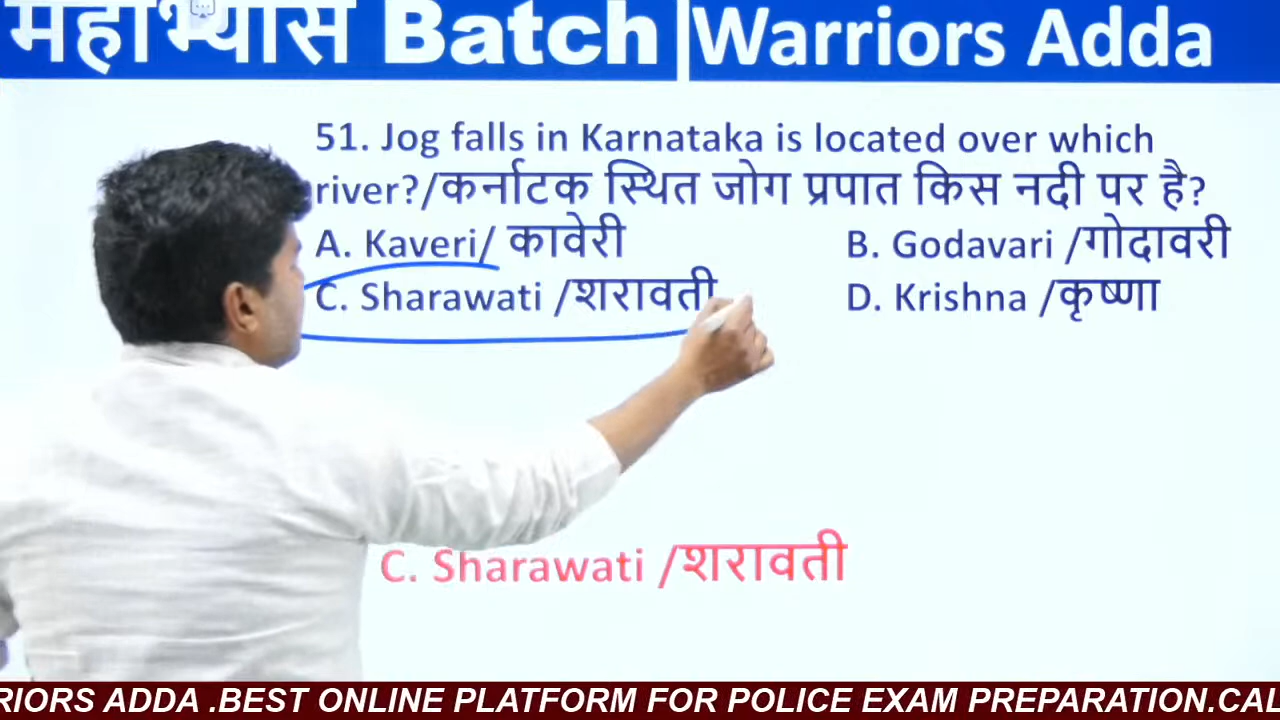 महाभ्यास Batch Warriors Adda
51. Jog falls in Karnataka is located over which
river?/कर्नाटक स्थित जोग प्रपात किस नदी पर है?
A. Kaveri/ कावेरी B. Godavari /गोदावरी
C. Sharawati /शरावती D. Krishna /कृष्णा
C. Sharawati /शरावती
RIORS ADDA .BEST ONLINE PLATFORM FOR POLICE EXAM PREPARATION.CAL